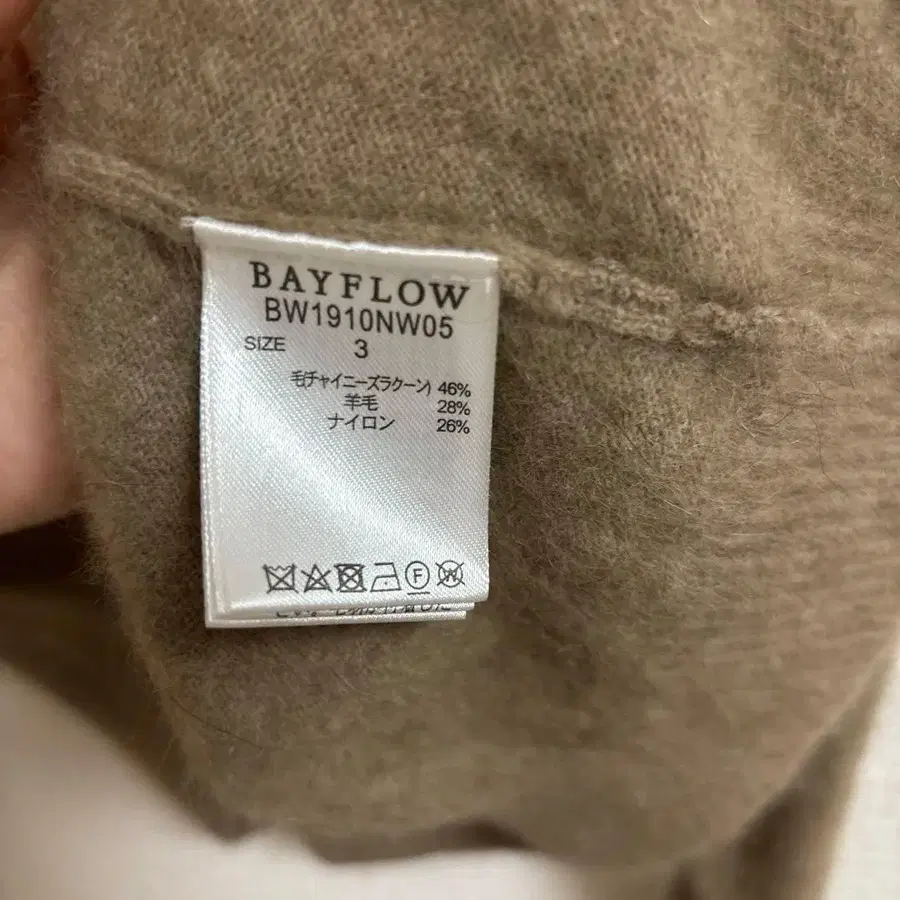 BAYFLOW
BW1910NW05
SIZE 3
毛(チャイニーズラクーン) 46%
羊毛 28%
ナイロン 26%
F
W